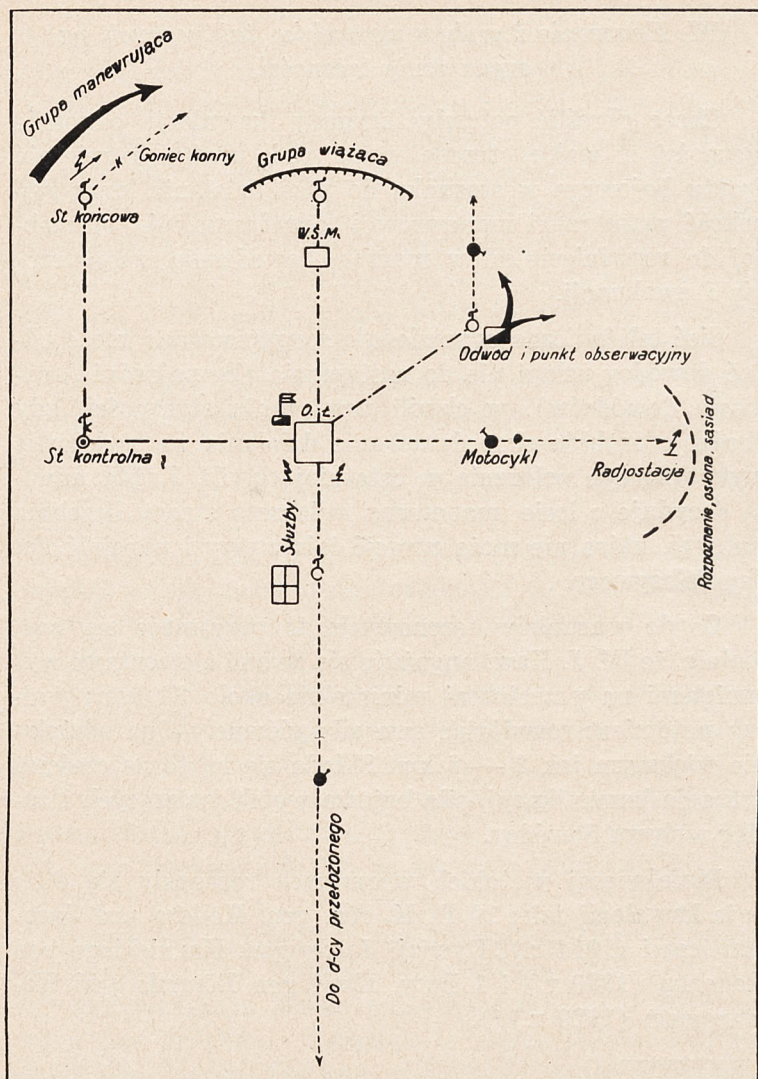 Grupa manewrująca
Goniec konny
Grupa wiążąca
St końcowa
W.Ś.M.
Odwód i punkt obserwacyjny
O. ł.
St kontrolna
Motocykl
Radjostacja
Rozpoznanie, osłona, sąsiad
Służby
Do d-cy przełożonego